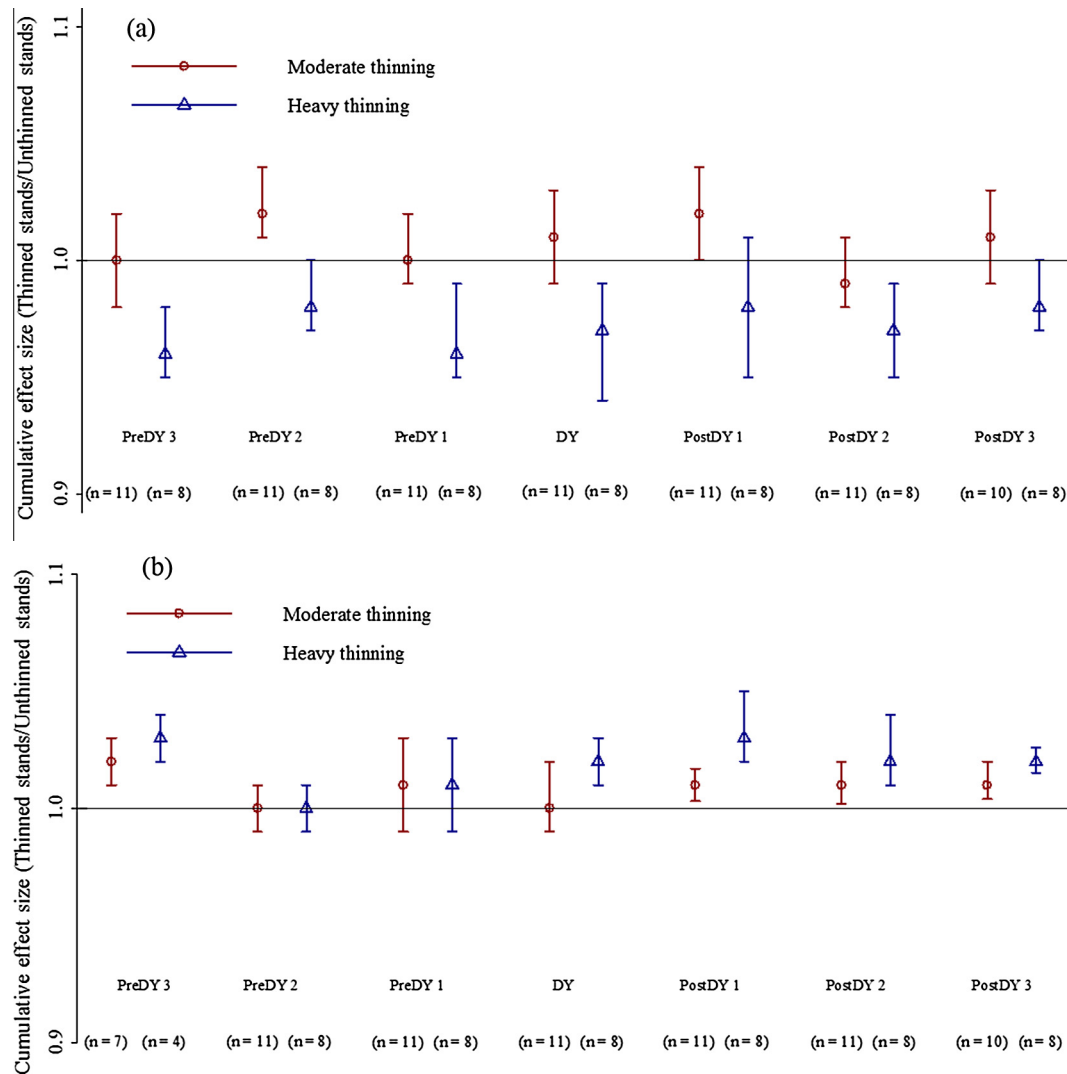 (a)
Cumulative effect size (Thinned stands/Unthinned stands)
1.1
1.0
0.9
Moderate thinning
Heavy thinning
PreDY 3 PreDY 2 PreDY 1 DY PostDY 1 PostDY 2 PostDY 3
(n = 11) (n = 8) (n = 11) (n = 8) (n = 11) (n = 8) (n = 11) (n = 8) (n = 11) (n = 8) (n = 11) (n = 8) (n = 10) (n = 8)
(b)
Cumulative effect size (Thinned stands/Unthinned stands)
1.1
1.0
0.9
Moderate thinning
Heavy thinning
PreDY 3 PreDY 2 PreDY 1 DY PostDY 1 PostDY 2 PostDY 3
(n = 7) (n = 4) (n = 11) (n = 8) (n = 11) (n = 8) (n = 11) (n = 8) (n = 11) (n = 8) (n = 11) (n = 8) (n = 10) (n = 8)